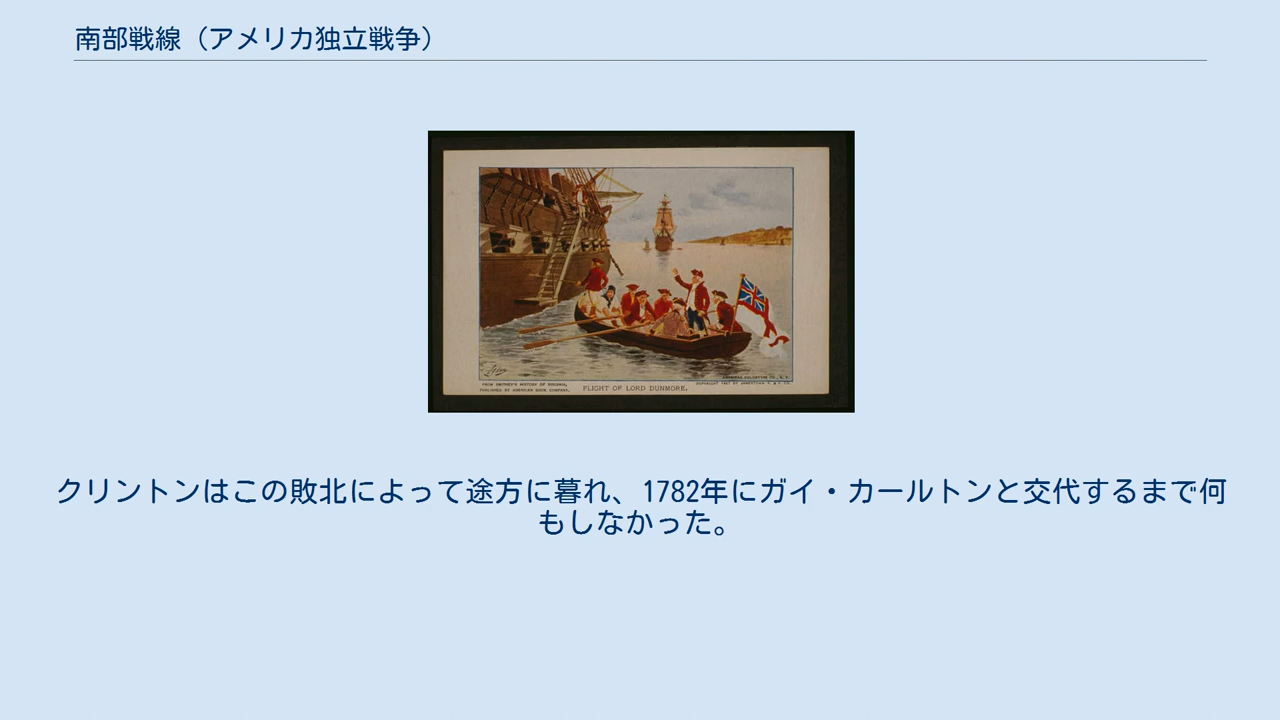 南部戦線（アメリカ独立戦争）
FLIGHT OF LORD DUNMORE.
クリントンはこの敗北によって途方に暮れ、1782年にガイ・カールトンと交代するまで何
もしなかった。